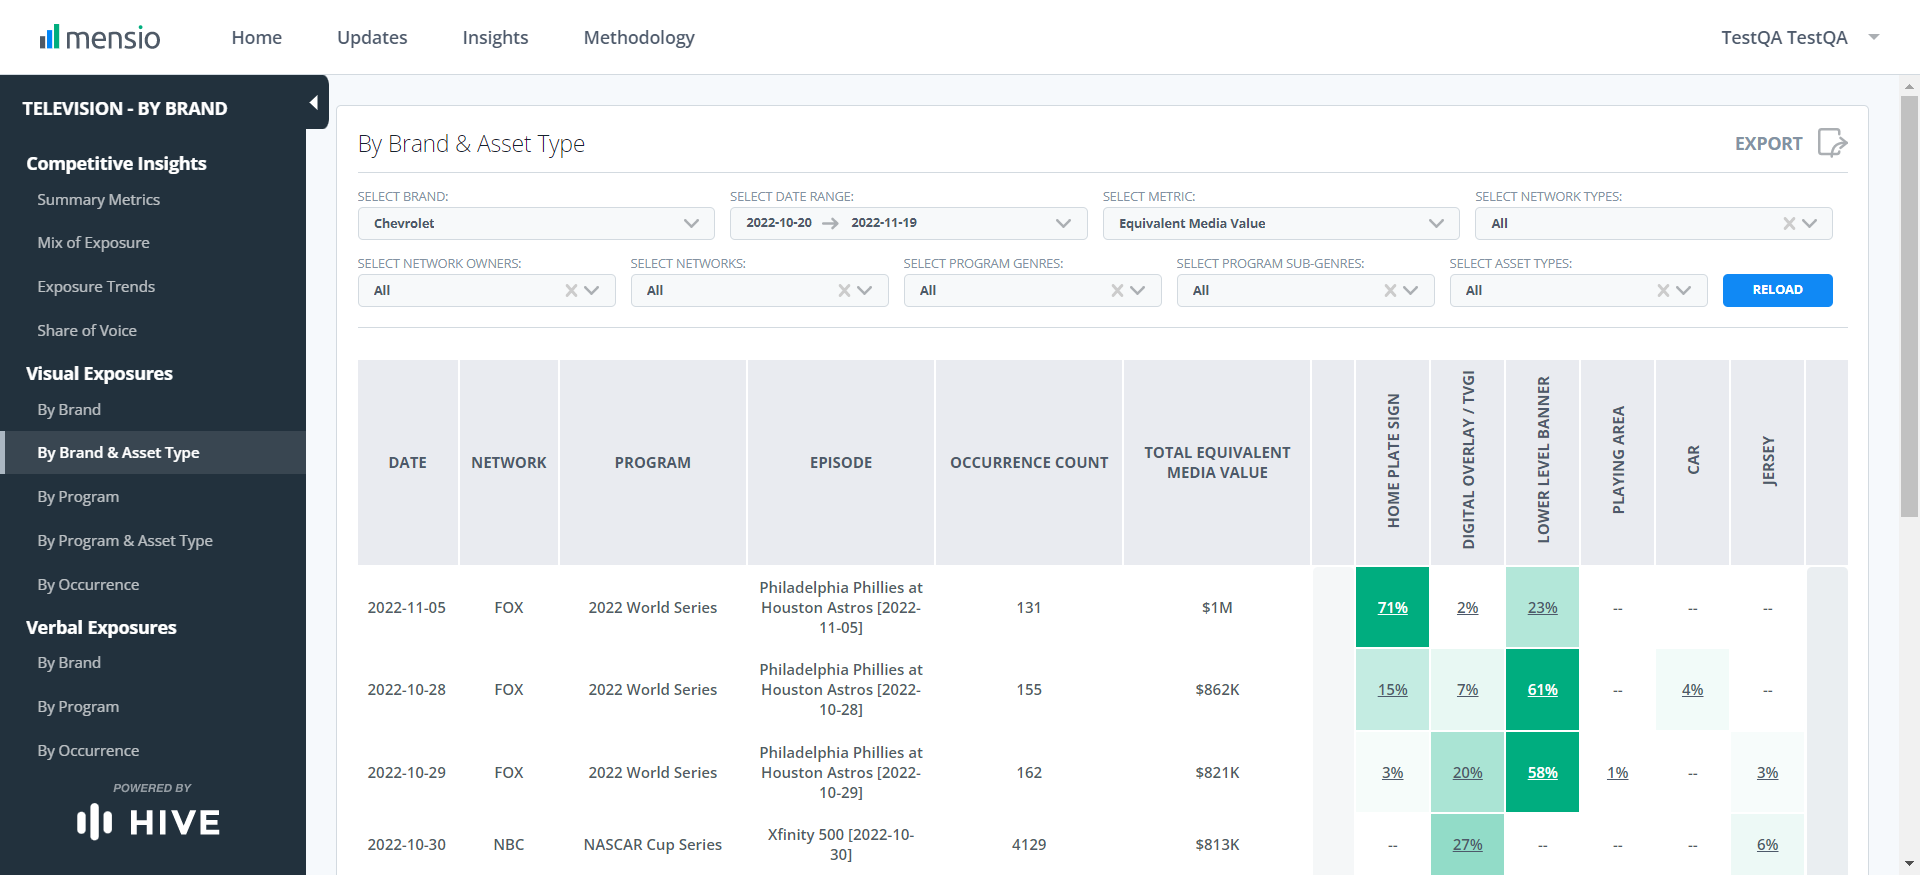 mensio
Home
Updates
Insights
Methodology
TestQA TestQA
TELEVISION - BY BRAND
Competitive Insights
Summary Metrics
Mix of Exposure
Exposure Trends
Share of Voice
Visual Exposures
By Brand
By Brand & Asset Type
By Program
By Program & Asset Type
By Occurrence
Verbal Exposures
By Brand
By Program
By Occurrence
POWERED BY
HIVE
By Brand & Asset Type
EXPORT
SELECT BRAND:
Chevrolet
SELECT DATE RANGE:
2022-10-20 → 2022-11-19
SELECT METRIC:
Equivalent Media Value
SELECT NETWORK TYPES:
All
SELECT NETWORK OWNERS:
All
SELECT NETWORKS:
All
SELECT PROGRAM GENRES:
All
SELECT PROGRAM SUB-GENRES:
All
SELECT ASSET TYPES:
All
RELOAD
DATE
NETWORK
PROGRAM
EPISODE
OCCURRENCE COUNT
TOTAL EQUIVALENT
MEDIA VALUE
HOME PLATE SIGN
DIGITAL OVERLAY / TVGI
LOWER LEVEL BANNER
PLAYING AREA
CAR
JERSEY
2022-11-05
FOX
2022 World Series
Philadelphia Phillies at
Houston Astros [2022-
11-05]
131
$1M
71%
2%
23%
--
--
--
2022-10-28
FOX
2022 World Series
Philadelphia Phillies at
Houston Astros [2022-
10-28]
155
$862K
15%
7%
61%
--
4%
--
2022-10-29
FOX
2022 World Series
Philadelphia Phillies at
Houston Astros [2022-
10-29]
162
$821K
3%
20%
58%
1%
--
3%
2022-10-30
NBC
NASCAR Cup Series
Xfinity 500 [2022-10-
30]
4129
$813K
--
27%
--
--
--
6%